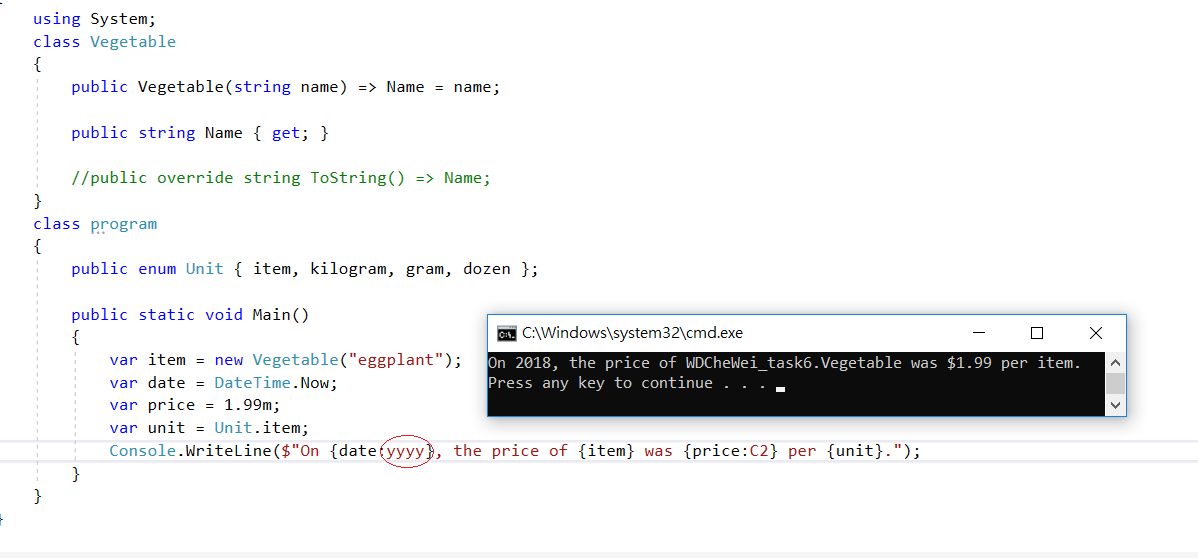 using System;
class Vegetable
{
public Vegetable(string name) => Name = name;
public string Name { get; }
//public override string ToString() => Name;
}
class program
{
public enum Unit { item, kilogram, gram, dozen };
public static void Main()
{
var item = new Vegetable("eggplant");
var date = DateTime.Now;
var price = 1.99m;
var unit = Unit.item;
Console.WriteLine($"On {date:yyyy}, the price of {item} was {price:C2} per {unit}.");
}
}
}
C:\Windows\system32\cmd.exe
On 2018, the price of WDCheWei_task6.Vegetable was $1.99 per item.
Press any key to continue . . .